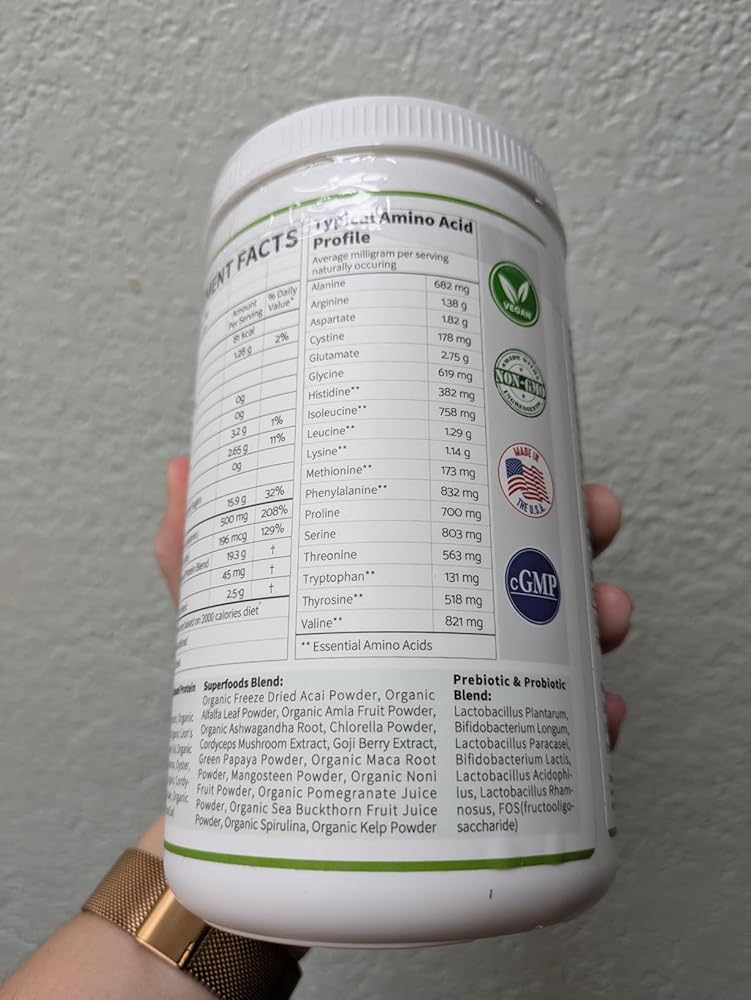 MENT FACTS
Amount Per Serving
% Daily Value*
81 kcal
1.28 g 2%
0g
0g
3.2 g 1%
2.65 g 11%
0g
15.9 g 32%
500 mg 208%
196 mcg 129%
Blend 19.3 g †
45 mg †
2.5 g †
based on 2000 calories diet
Typical Amino Acid
Profile
Average milligram per serving
naturally occuring
Alanine 682 mg
Arginine 1.38 g
Aspartate 1.82 g
Cystine 178 mg
Glutamate 2.75 g
Glycine 619 mg
Histidine** 382 mg
Isoleucine** 758 mg
Leucine** 1.29 g
Lysine** 1.14 g
Methionine** 173 mg
Phenylalanine** 832 mg
Proline 700 mg
Serine 803 mg
Threonine 563 mg
Tryptophan** 131 mg
Thyrosine** 518 mg
Valine** 821 mg
** Essential Amino Acids
VEGAN
MADE WITH
NON-GMO
INGREDIENTS
MADE IN
THE U.S.A.
cGMP
Protein
Organic
Superfoods Blend:
Organic Freeze Dried Acai Powder, Organic
Alfalfa Leaf Powder, Organic Amla Fruit Powder,
Organic Ashwagandha Root, Chlorella Powder,
Cordyceps Mushroom Extract, Goji Berry Extract,
Green Papaya Powder, Organic Maca Root
Powder, Mangosteen Powder, Organic Noni
Fruit Powder, Organic Pomegranate Juice
Powder, Organic Sea Buckthorn Fruit Juice
Powder, Organic Spirulina, Organic Kelp Powder
Prebiotic & Probiotic
Blend:
Lactobacillus Plantarum,
Bifidobacterium Longum,
Lactobacillus Paracasei,
Bifidobacterium Lactis,
Lactobacillus Acidophi-
lus, Lactobacillus Rham-
nosus, FOS(fructooligo-
saccharide)